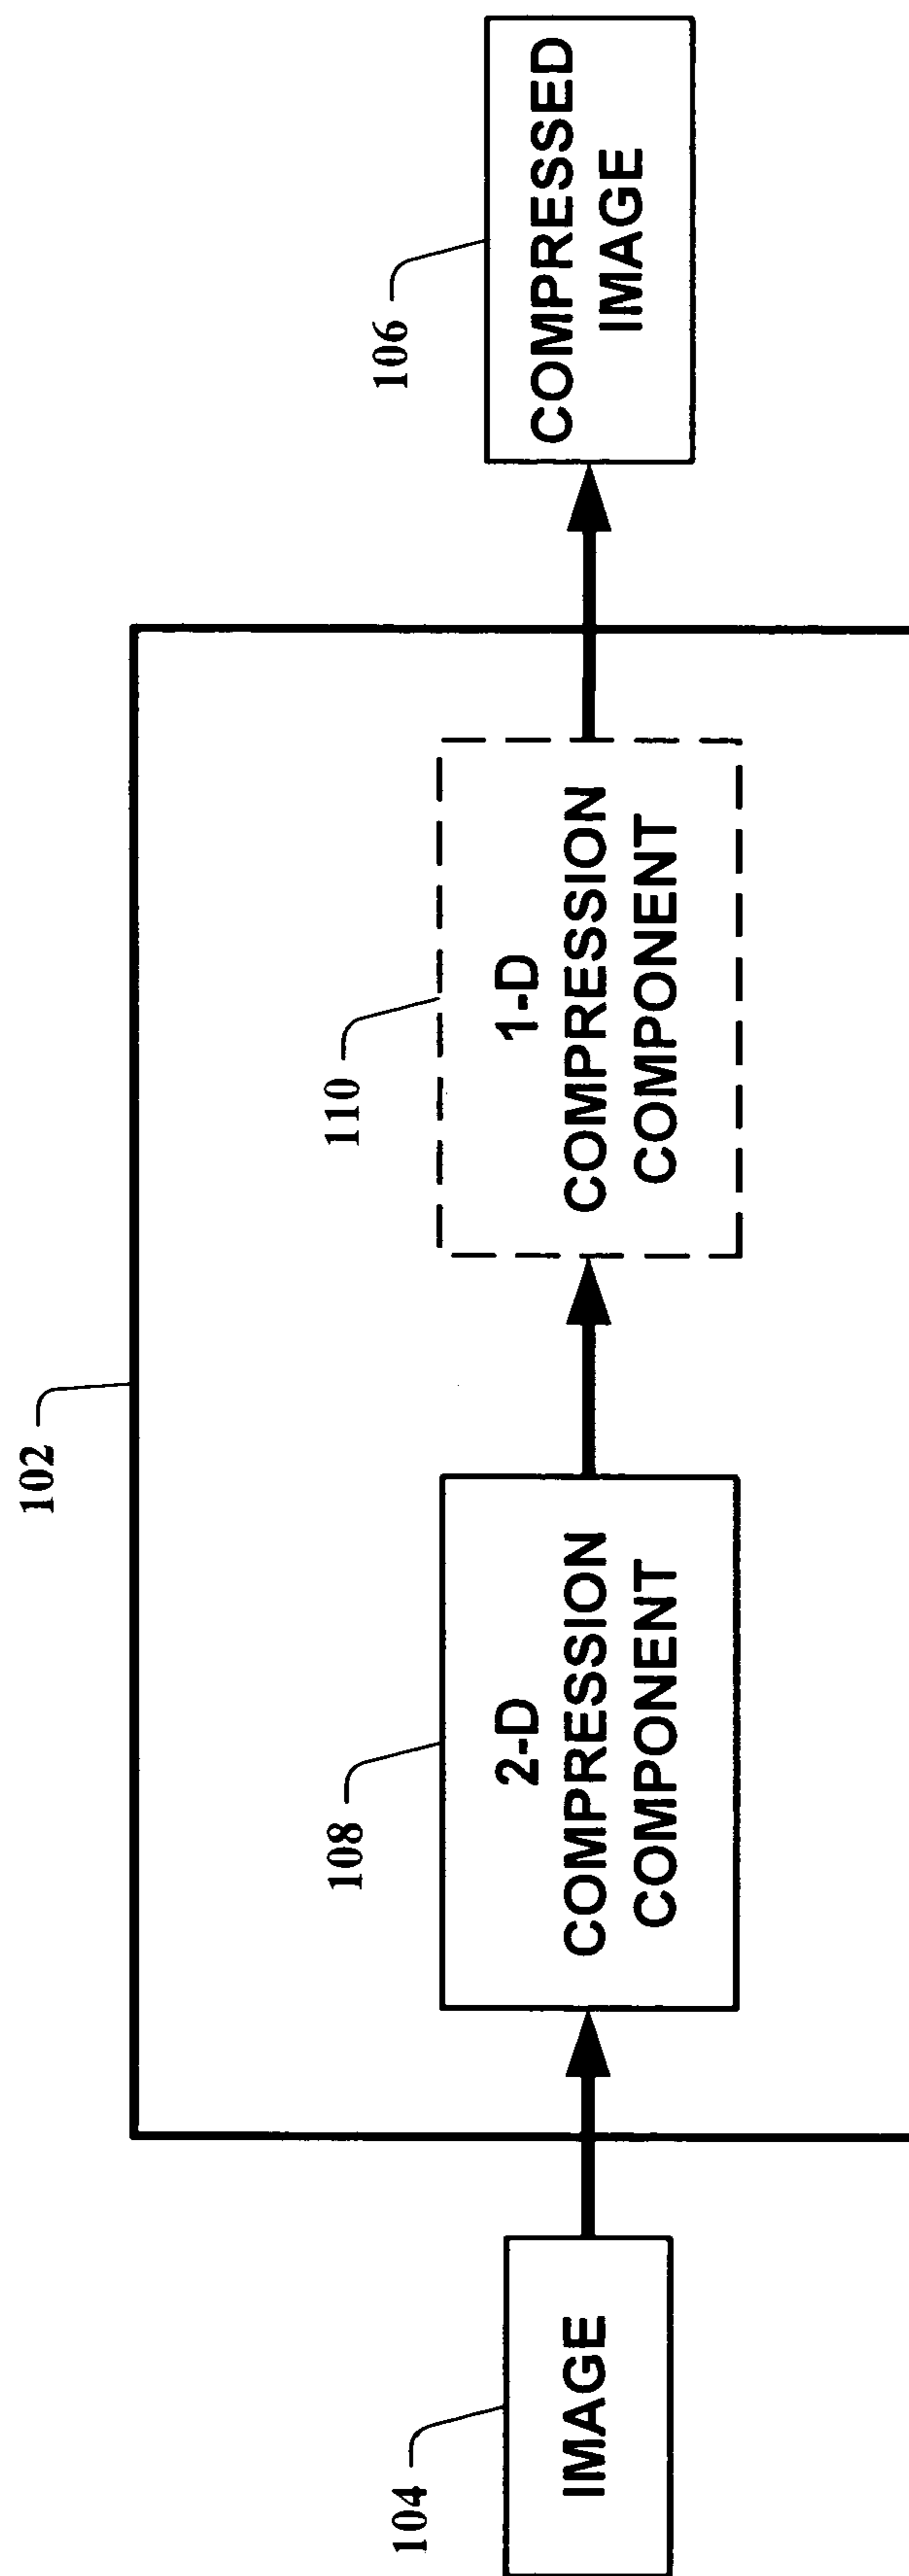 102
104
IMAGE
108
2-D
COMPRESSION
COMPONENT
110
1-D
COMPRESSION
COMPONENT
106
COMPRESSED
IMAGE